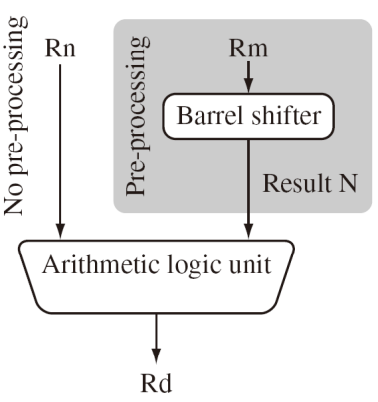 No pre-processing
Rn
Pre-processing
Rm
Barrel shifter
Result N
Arithmetic logic unit
Rd